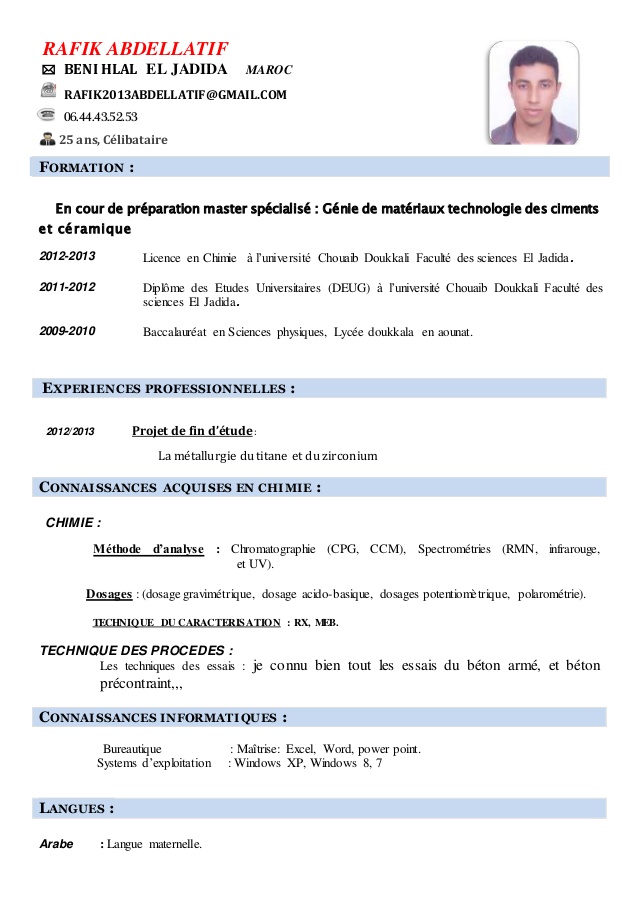 RAFIK ABDELLATIF
BENI HLAL EL JADIDA MAROC
RAFIK2013ABDELLATIF@GMAIL.COM
06.44.43.52.53
25 ans, Célibataire
FORMATION :
En cour de préparation master spécialisé : Génie de matériaux technologie des ciments
et céramique
2012-2013 Licence en Chimie à l’université Chouaib Doukkali Faculté des sciences El Jadida.
2011-2012 Diplôme des Etudes Universitaires (DEUG) à l’université Chouaib Doukkali Faculté des
sciences El Jadida.
2009-2010 Baccalauréat en Sciences physiques, Lycée doukkala en aounat.
EXPERIENCES PROFESSIONNELLES :
2012/2013 Projet de fin d’étude :
La métallurgie du titane et du zirconium
CONNAISSANCES ACQUISES EN CHIMIE :
CHIMIE :
Méthode d’analyse : Chromatographie (CPG, CCM), Spectrométries (RMN, infrarouge,
et UV).
Dosages : (dosage gravimétrique, dosage acido-basique, dosages potentiomètrique, polarométrie).
TECHNIQUE DU CARACTERISATION : RX, MEB.
TECHNIQUE DES PROCEDES :
Les techniques des essais : je connu bien tout les essais du béton armé, et béton
précontraint,,,
CONNAISSANCES INFORMATIQUES :
Bureautique : Maîtrise: Excel, Word, power point.
Systems d’exploitation : Windows XP, Windows 8, 7
LANGUES :
Arabe : Langue maternelle.